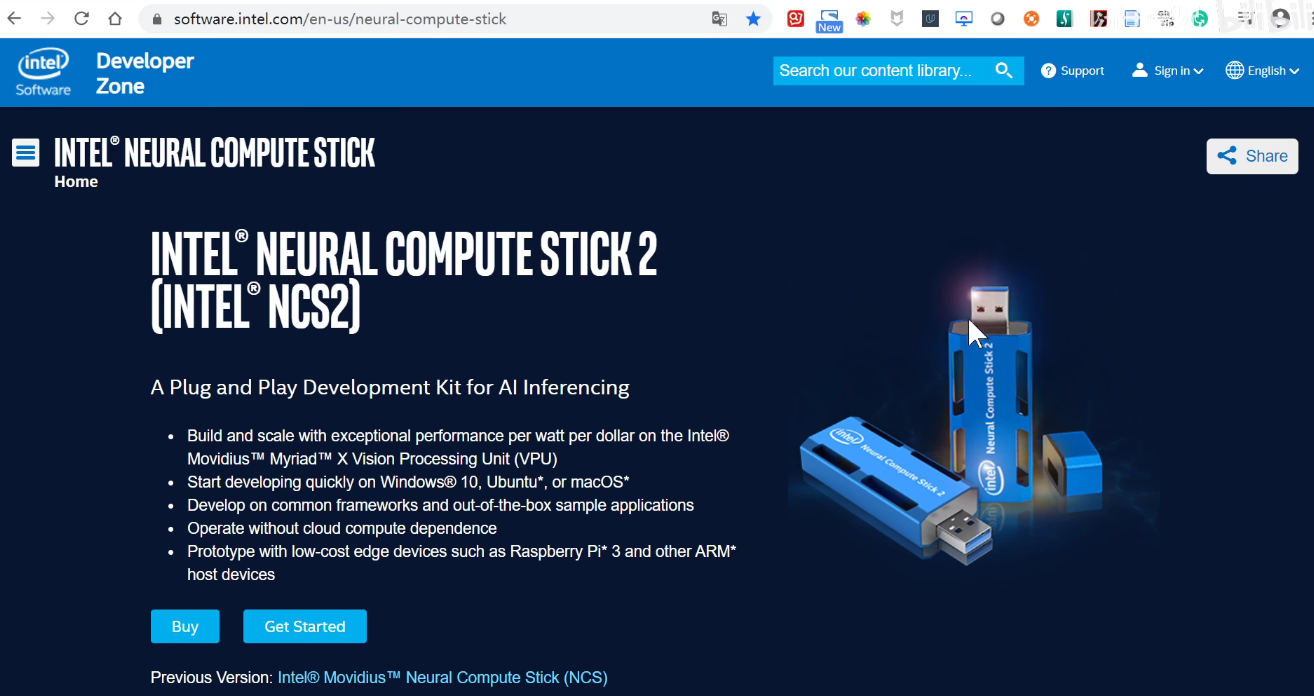 software.intel.com/en-us/neural-compute-stick
New
bilibili
intel
Software
Developer
Zone
Search our content library...
Support
Sign in
English
INTEL® NEURAL COMPUTE STICK
Home
Share
INTEL® NEURAL COMPUTE STICK 2
(INTEL® NCS2)
A Plug and Play Development Kit for AI Inferencing
• Build and scale with exceptional performance per watt per dollar on the Intel®
Movidius™ Myriad™ X Vision Processing Unit (VPU)
• Start developing quickly on Windows® 10, Ubuntu*, or macOS*
• Develop on common frameworks and out-of-the-box sample applications
• Operate without cloud compute dependence
• Prototype with low-cost edge devices such as Raspberry Pi* 3 and other ARM*
host devices
Buy
Get Started
Previous Version: Intel® Movidius™ Neural Compute Stick (NCS)
intel Neural Compute Stick 2
intel Neural Compute Stick 2